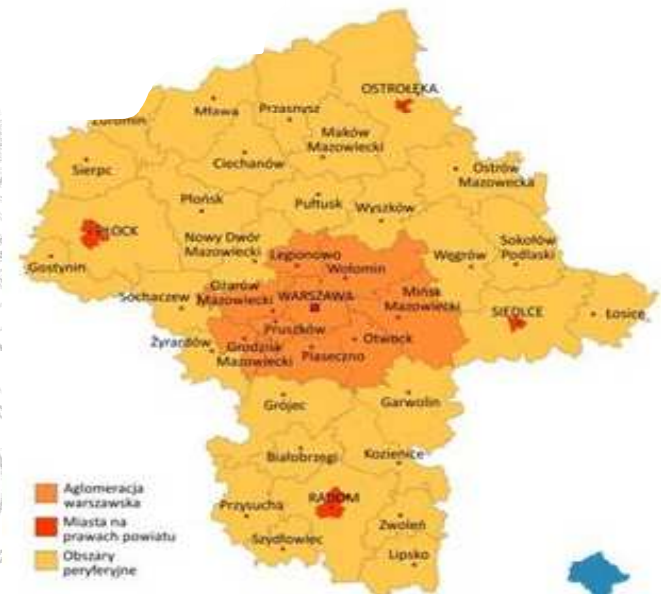 OSTROŁĘKA
Mława
Przasnysz
Żuromin
Maków
Mazowiecki
Ciechanów
Sierpc
Ostrów
Mazowecka
Płońsk
Pułtusk
Wyszków
PŁOCK
Nowy Dwór
Mazowiecki
Legionowo
Sokołów
Podlaski
Węgrów
Gostynin
Wołomin
Ożarów
Mazowiecki
Sochaczew
WARSZAWA
Mińsk
Mazowiecki
SIEDLCE
Łosice
Pruszków
Otwock
Żyrardów
Grodzisk
Mazowiecki
Piaseczno
Grójec
Garwolin
Białobrzegi
Kozienice
RADOM
Przysucha
Zwoleń
Szydłowiec
Lipsko
Aglomeracja
warszawska
Miasta na
prawach powiatu
Obszary
peryferyjne